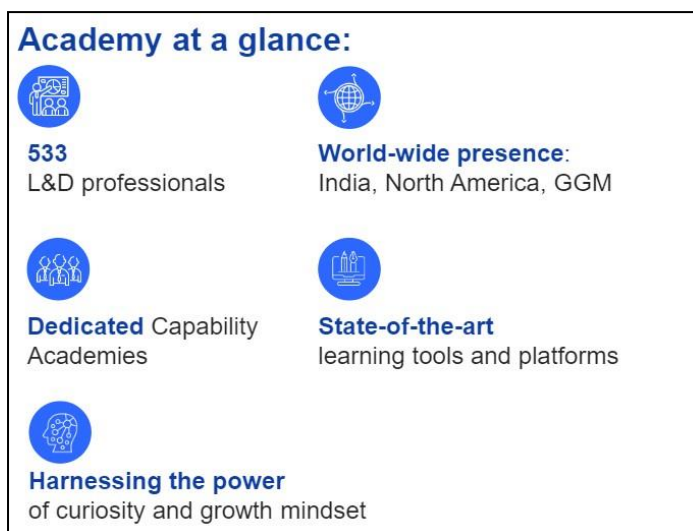 Academy at a glance:
533
L&D professionals
World-wide presence:
India, North America, GGM
Dedicated Capability
Academies
State-of-the-art
learning tools and platforms
Harnessing the power
of curiosity and growth mindset